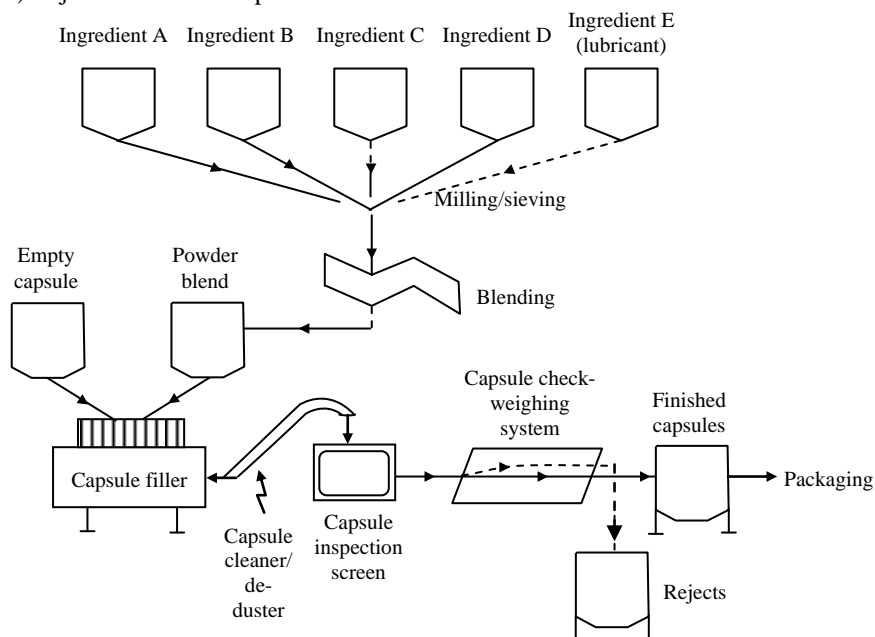 Ingredient A
Ingredient B
Ingredient C
Ingredient D
Ingredient E
(lubricant)
Milling/sieving
Empty
capsule
Powder
blend
Blending
Capsule check-
weighing
system
Finished
capsules
Capsule filler
Packaging
Capsule
cleaner/
de-
duster
Capsule
inspection
screen
Rejects